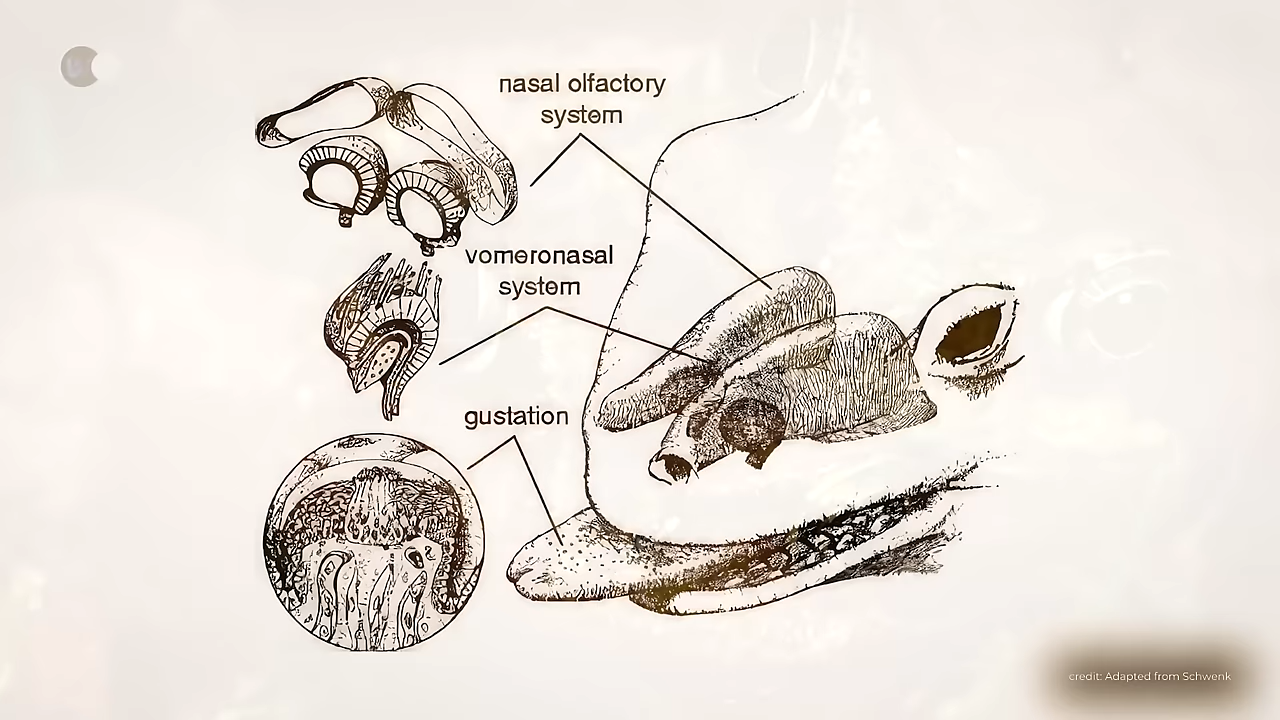 nasal olfactory
system
vomeronasal
system
gustation
credit: Adapted from Schwenk